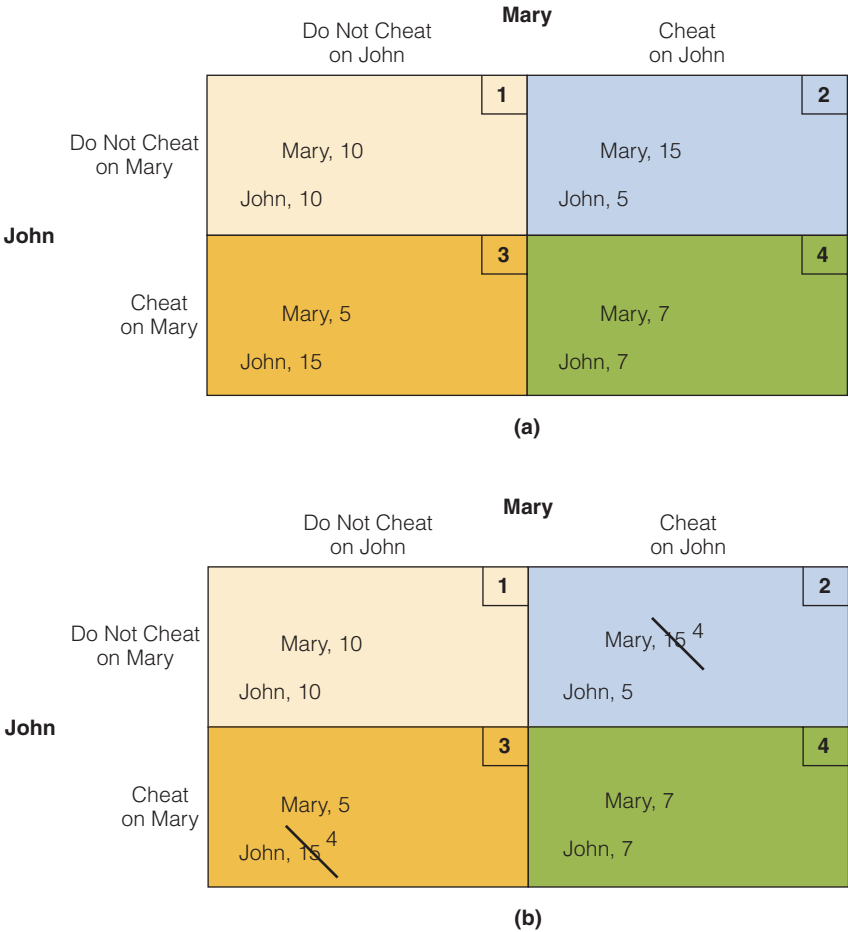 Mary
Do Not Cheat
on John
Cheat
on John
1
2
Do Not Cheat
on Mary
Mary, 10
Mary, 15
John, 10
John, 5
John
3
4
Cheat
on Mary
Mary, 5
Mary, 7
John, 15
John, 7
(a)
Mary
Do Not Cheat
on John
Cheat
on John
1
2
Do Not Cheat
on Mary
Mary, 10
Mary, 15 4
John, 10
John, 5
John
3
4
Cheat
on Mary
Mary, 5
Mary, 7
John, 15 4
John, 7
(b)